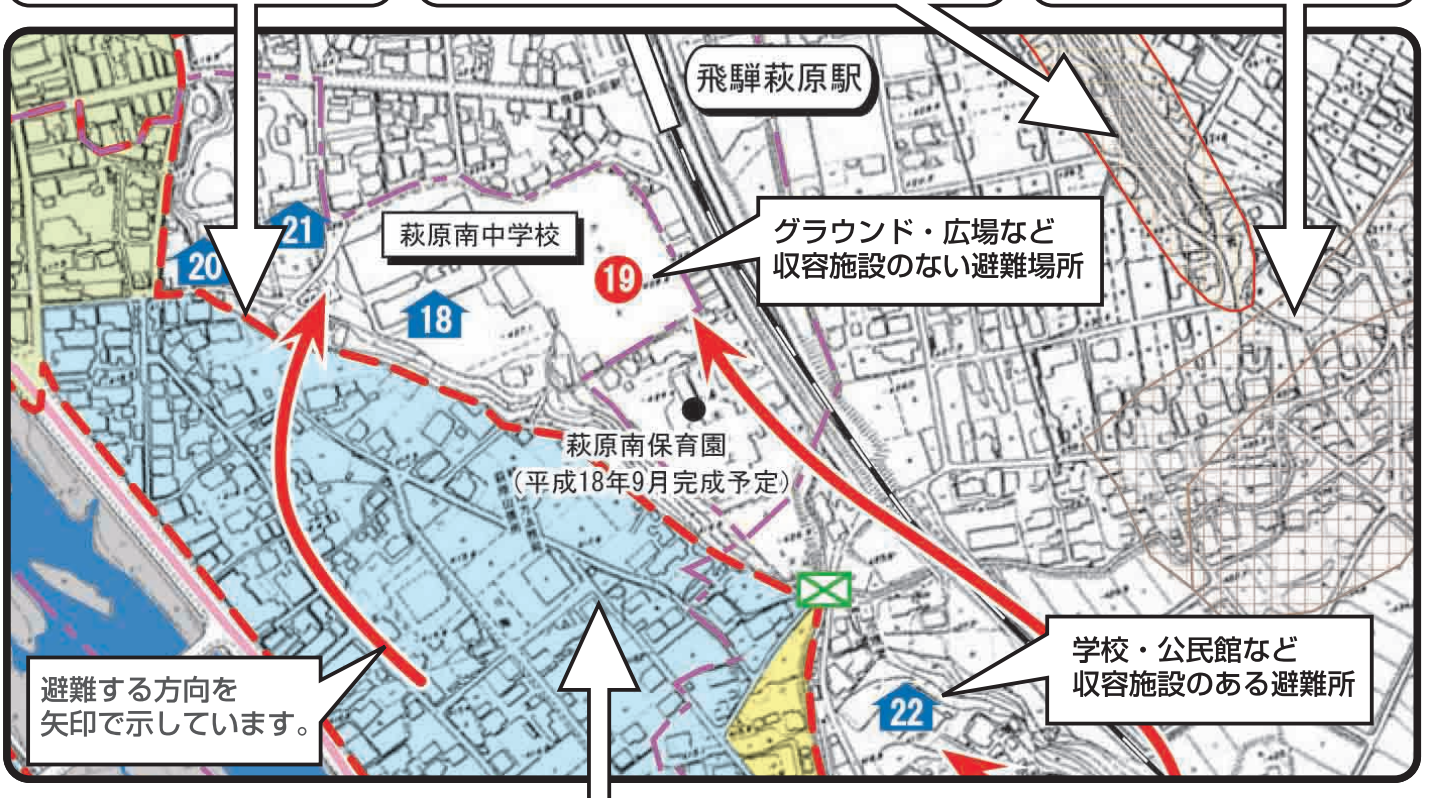 飛騨萩原駅
21
萩原南中学校
グラウンド・広場など
収容施設のない避難場所
20
19
18
萩原南保育園
(平成18年9月完成予定)
学校・公民館など
収容施設のある避難所
避難する方向を
矢印で示しています。
22